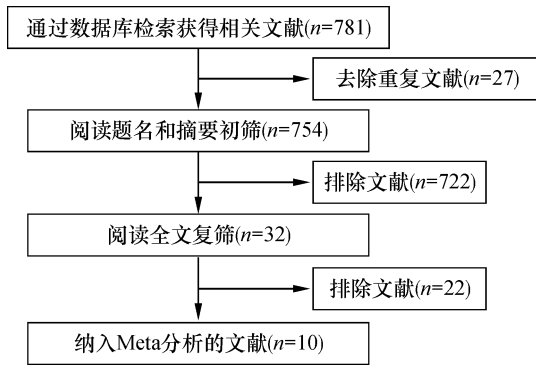 通过数据库检索获得相关文献(n=781)
去除重复文献(n=27)
阅读题名和摘要初筛(n=754)
排除文献(n=722)
阅读全文复筛(n=32)
排除文献(n=22)
纳入Meta分析的文献(n=10)